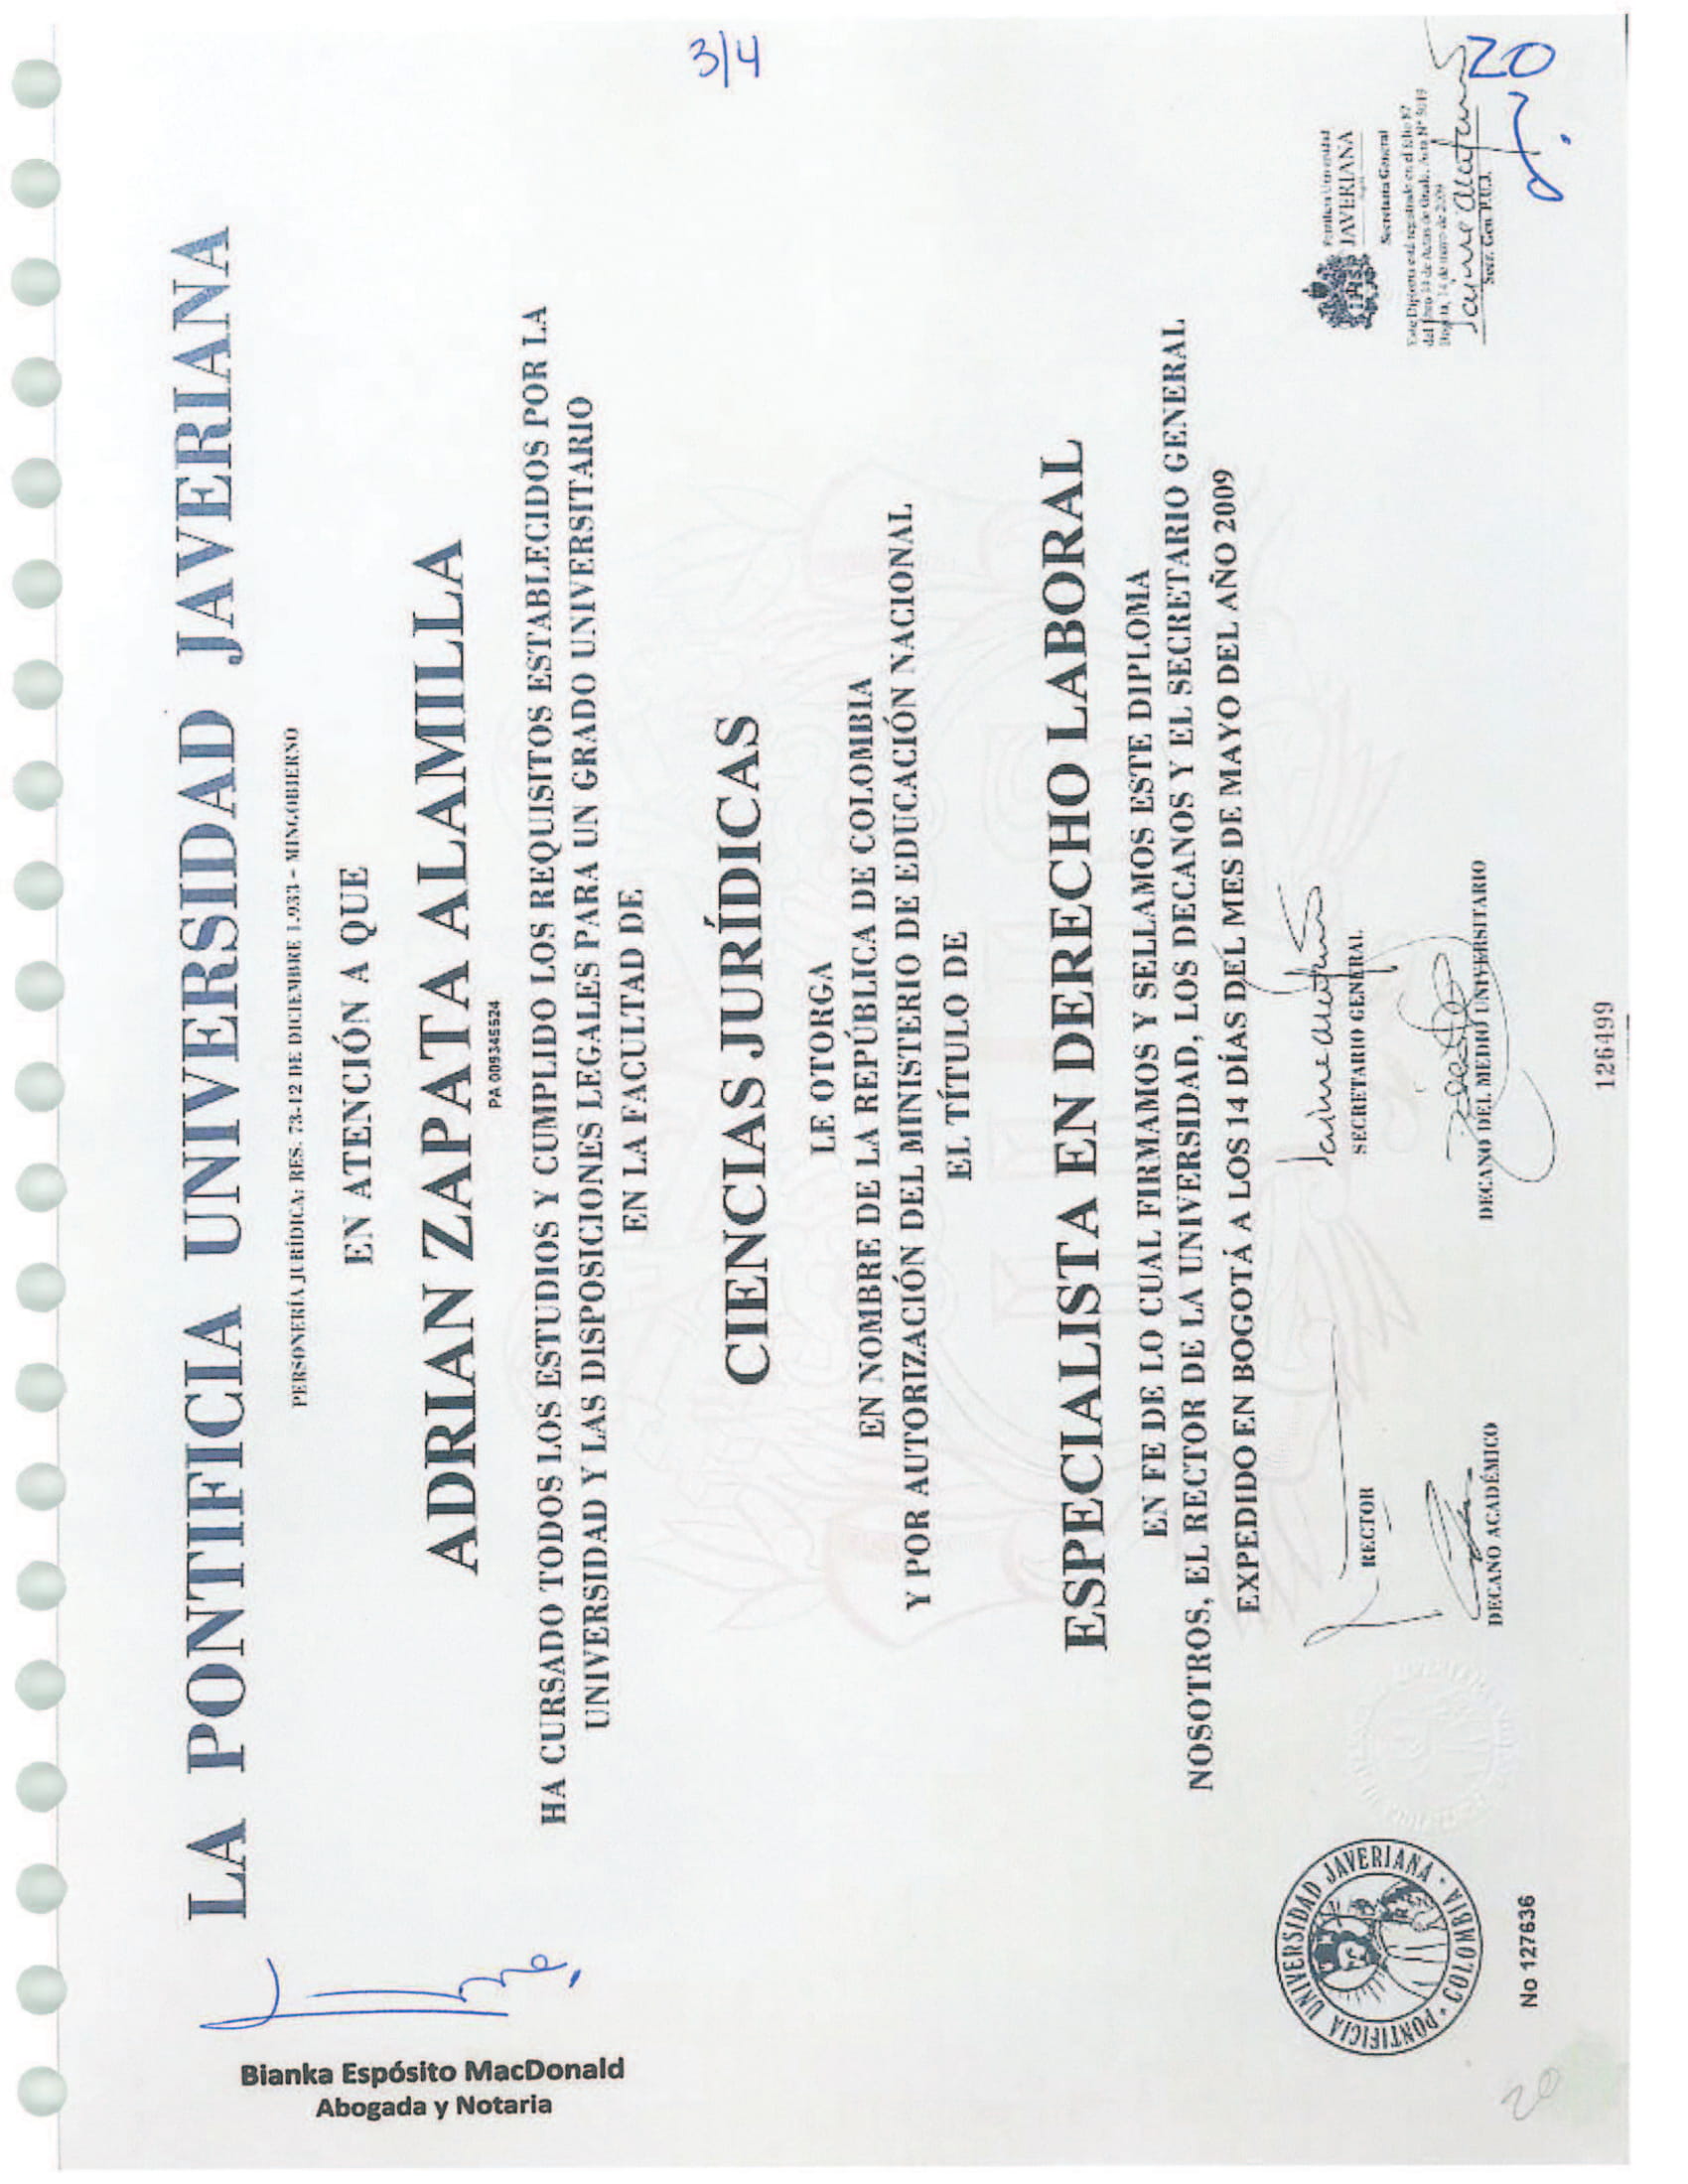 LA PONTIFICIA UNIVERSIDAD JAVERIANA
PERSONERÍA JURÍDICA: RES. 73-12 DE DICIEMBRE 1.933 - MINGOBIERNO
EN ATENCIÓN A QUE
ADRIAN ZAPATA ALAMILLA
PA 009345524
HA CURSADO TODOS LOS ESTUDIOS Y CUMPLIDO LOS REQUISITOS ESTABLECIDOS POR LA
UNIVERSIDAD Y LAS DISPOSICIONES LEGALES PARA UN GRADO UNIVERSITARIO
EN LA FACULTAD DE
CIENCIAS JURÍDICAS
LE OTORGA
EN NOMBRE DE LA REPÚBLICA DE COLOMBIA
Y POR AUTORIZACIÓN DEL MINISTERIO DE EDUCACIÓN NACIONAL
EL TÍTULO DE
ESPECIALISTA EN DERECHO LABORAL
EN FE DE LO CUAL FIRMAMOS Y SELLAMOS ESTE DIPLOMA
NOSOTROS, EL RECTOR DE LA UNIVERSIDAD, LOS DECANOS Y EL SECRETARIO GENERAL
EXPEDIDO EN BOGOTÁ A LOS 14 DÍAS DEL MES DE MAYO DEL AÑO 2009
RECTOR
SECRETARIO GENERAL
DECANO ACADÉMICO
DECANO DEL MEDIO UNIVERSITARIO
PONTIFICIA UNIVERSIDAD JAVERIANA · COLOMBIA ·
No 127636
126499
Pontificia Universidad
JAVERIANA
Bogotá
Secretaría General
Este Diploma está registrado en el folio 87
del libro 14 de Actas de Grado. Acta Nº 5019
Bogotá, 14 de mayo de 2009
Secr. Gen. P.U.J.
3/4
20
20
Bianka Espósito MacDonald
Abogada y Notaria